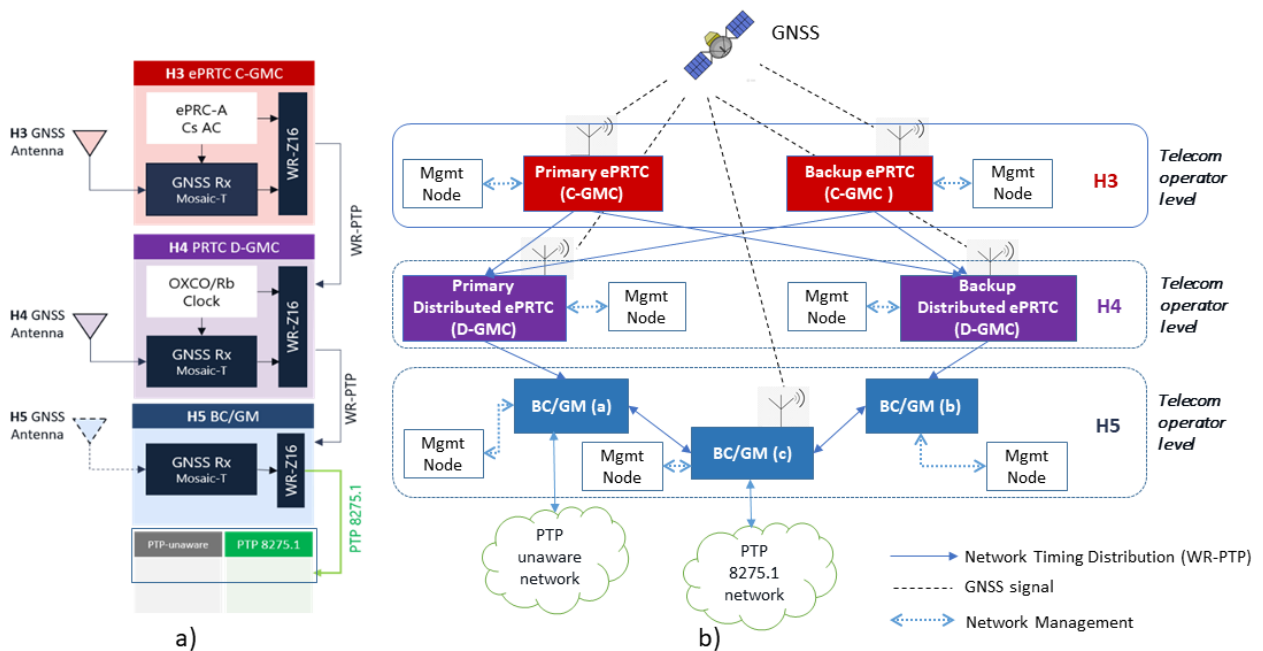 H3 ePRTC C-GMC
ePRC-A
Cs AC
WR-Z16
H3 GNSS
Antenna
GNSS Rx
Mosaic-T
WR-PTP
H4 PRTC D-GMC
OXCO/Rb
Clock
WR-Z16
H4 GNSS
Antenna
GNSS Rx
Mosaic-T
WR-PTP
H5 GNSS
Antenna
H5 BC/GM
GNSS Rx
Mosaic-T
WR-Z16
PTP 8275.1
PTP-unaware
PTP 8275.1
a)
GNSS
Mgmt
Node
Primary ePRTC
(C-GMC)
Backup ePRTC
(C-GMC )
Mgmt
Node
H3
Telecom
operator
level
Primary
Distributed ePRTC
(D-GMC)
Mgmt
Node
Mgmt
Node
Backup
Distributed ePRTC
(D-GMC)
H4
Telecom
operator
level
BC/GM (a)
BC/GM (b)
Mgmt
Node
Mgmt
Node
BC/GM (c)
Mgmt
Node
H5
Telecom
operator
level
PTP
unaware
network
PTP
8275.1
network
Network Timing Distribution (WR-PTP)
GNSS signal
Network Management
b)